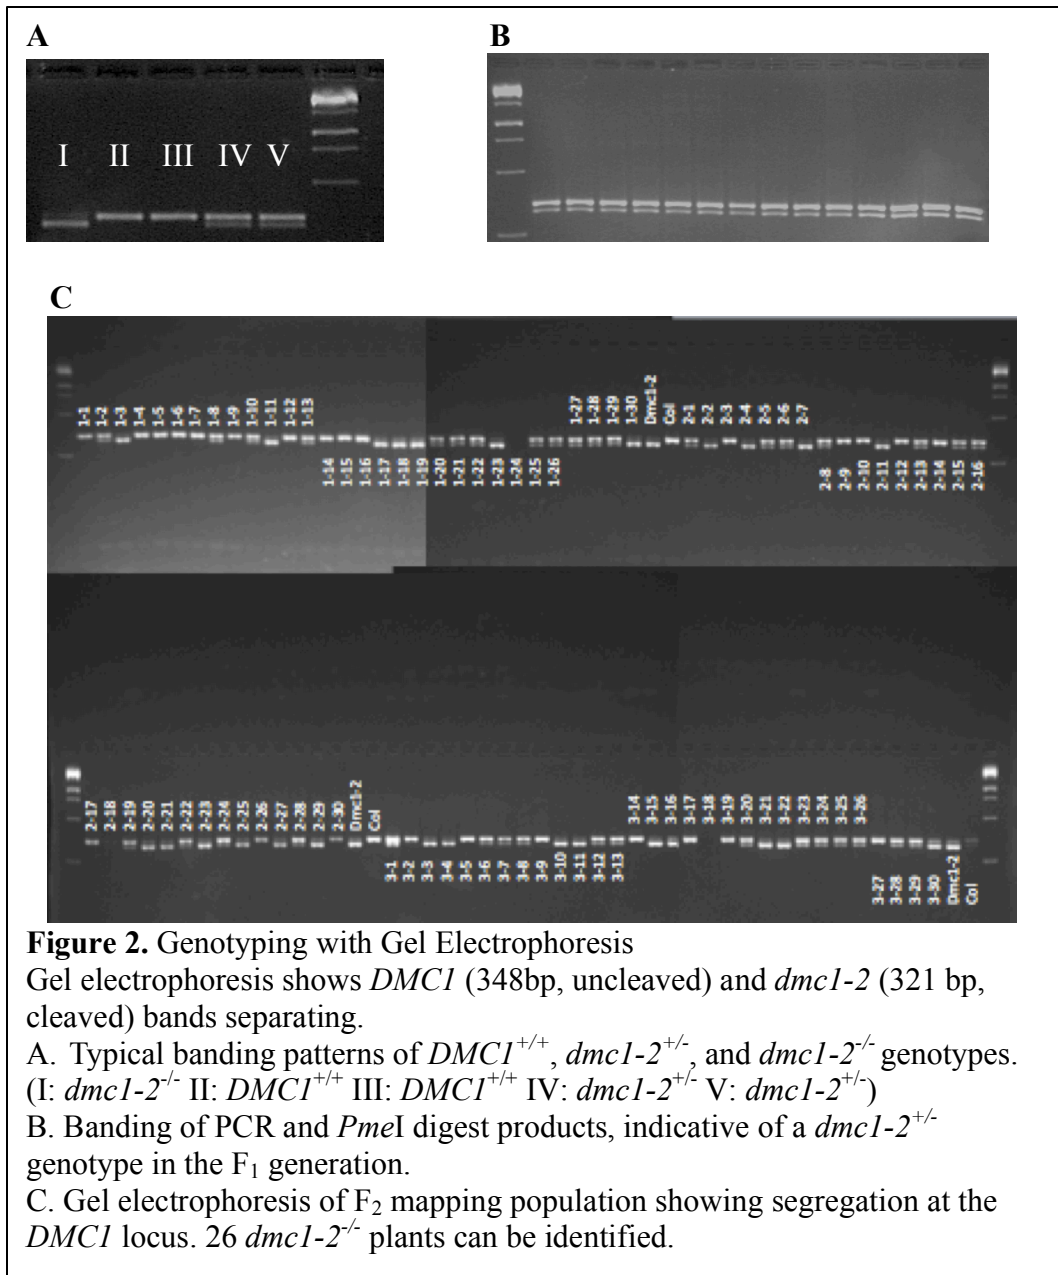 A
B
I II III IV V
C
1-1 1-2 1-3 1-4 1-5 1-6 1-7 1-8 1-9 1-10 1-11 1-12 1-13
1-27 1-28 1-29 1-30 Dmc1-2 Col 2-1 2-2 2-3 2-4 2-5 2-6 2-7
1-14 1-15 1-16 1-17 1-18 1-19 1-20 1-21 1-22 1-23 1-24 1-25 1-26
2-8 2-9 2-10 2-11 2-12 2-13 2-14 2-15 2-16
2-17 2-18 2-19 2-20 2-21 2-22 2-23 2-24 2-25 2-26 2-27 2-28 2-29 2-30 Dmc1-2 Col
3-14 3-15 3-16 3-17 3-18 3-19 3-20 3-21 3-22 3-23 3-24 3-25 3-26
3-1 3-2 3-3 3-4 3-5 3-6 3-7 3-8 3-9 3-10 3-11 3-12 3-13
3-27 3-28 3-29 3-30 Dmc1-2 Col
Figure 2. Genotyping with Gel Electrophoresis
Gel electrophoresis shows DMC1 (348bp, uncleaved) and dmc1-2 (321 bp,
cleaved) bands separating.
A. Typical banding patterns of DMC1+/+, dmc1-2+/-, and dmc1-2-/- genotypes.
(I: dmc1-2-/- II: DMC1+/+ III: DMC1+/+ IV: dmc1-2+/- V: dmc1-2+/-)
B. Banding of PCR and PmeI digest products, indicative of a dmc1-2+/-
genotype in the F1 generation.
C. Gel electrophoresis of F2 mapping population showing segregation at the
DMC1 locus. 26 dmc1-2-/- plants can be identified.